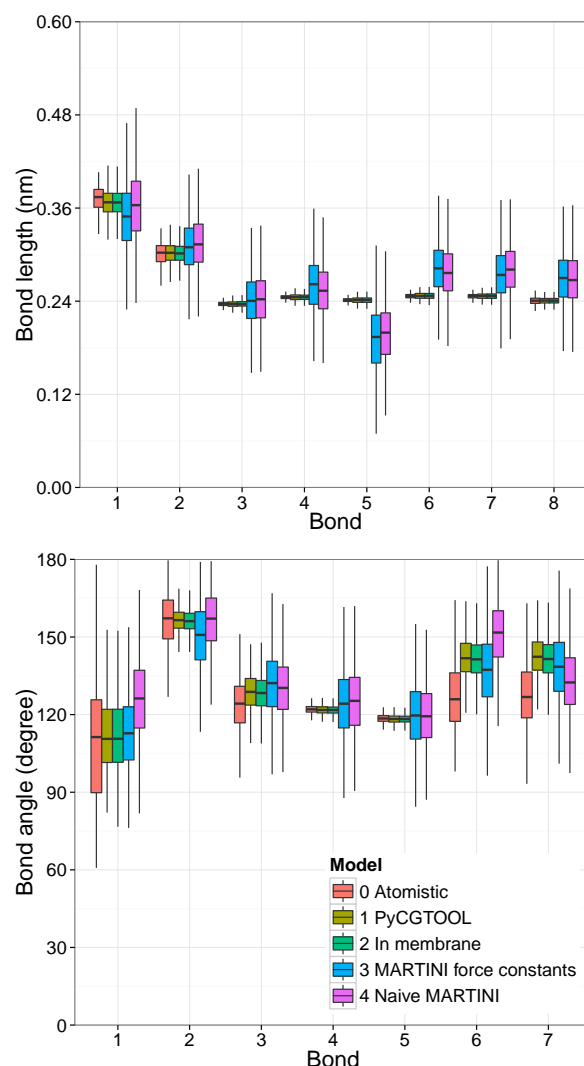 0.60
0.48
0.36
0.24
0.12
0.00
Bond length (nm)
1 2 3 4 5 6 7 8
Bond
180
150
120
90
60
30
0
Bond angle (degree)
Model
0 Atomistic
1 PyCGTOOL
2 In membrane
3 MARTINI force constants
4 Naive MARTINI
1 2 3 4 5 6 7
Bond